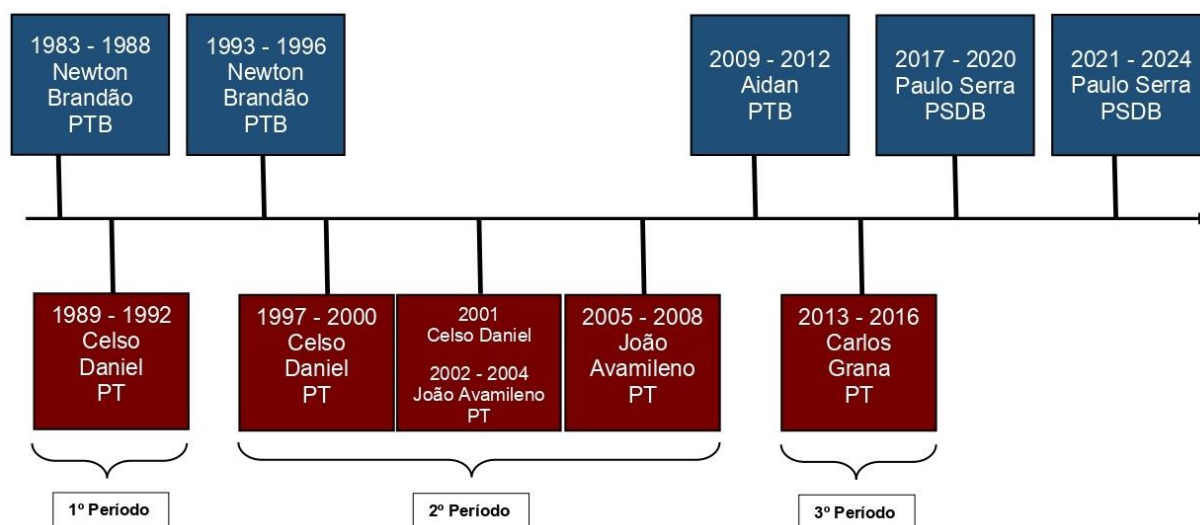 1983 - 1988
Newton
Brandão
PTB
1993 - 1996
Newton
Brandão
PTB
2009 - 2012
Aidan
PTB
2017 - 2020
Paulo Serra
PSDB
2021 - 2024
Paulo Serra
PSDB
1989 - 1992
Celso
Daniel
PT
1997 - 2000
Celso
Daniel
PT
2001
Celso Daniel
2002 - 2004
João Avamileno
PT
2005 - 2008
João
Avamileno
PT
2013 - 2016
Carlos
Grana
PT
1º Período
2º Período
3º Período